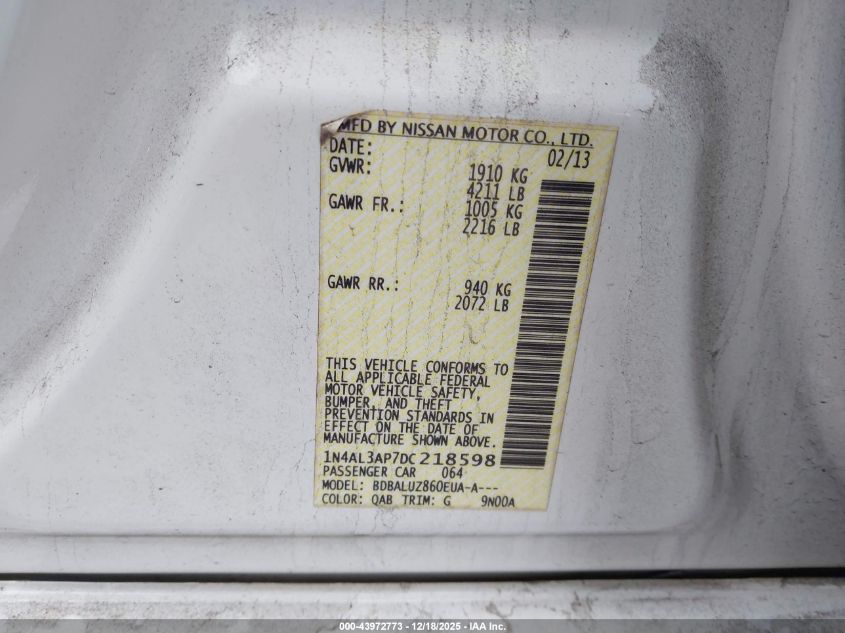 MFD BY NISSAN MOTOR CO., LTD.
DATE: 02/13
GVWR: 1910 KG
4211 LB
GAWR FR.: 1005 KG
2216 LB
GAWR RR.: 940 KG
2072 LB
THIS VEHICLE CONFORMS TO
ALL APPLICABLE FEDERAL
MOTOR VEHICLE SAFETY,
BUMPER, AND THEFT
PREVENTION STANDARDS IN
EFFECT ON THE DATE OF
MANUFACTURE SHOWN ABOVE.
1N4AL3AP7DC218598
PASSENGER CAR 064
MODEL: BDBALUZ860EUA-A---
COLOR: QAB TRIM: G 9N00A
000-43972773 - 12/18/2025 - IAA Inc.